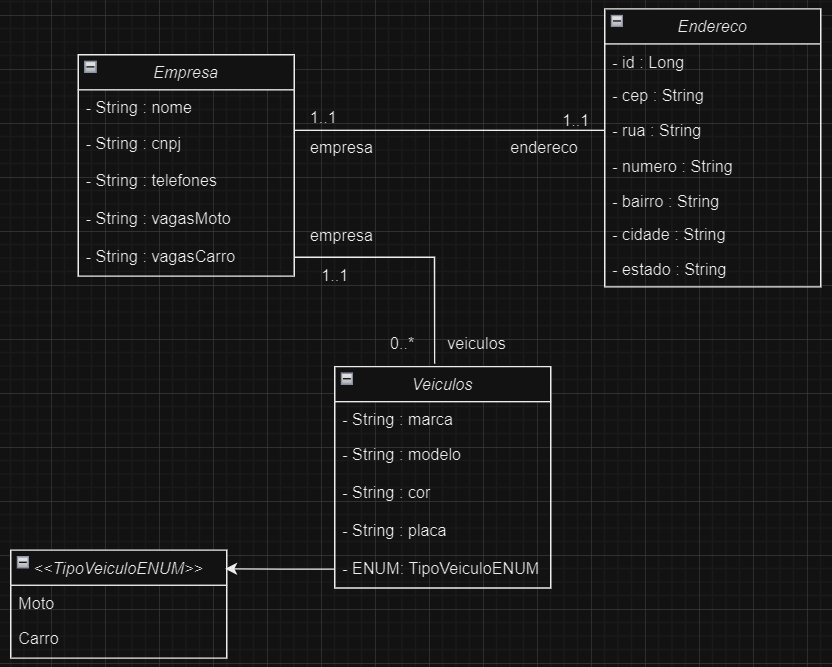 Empresa
- String : nome
- String : cnpj
- String : telefones
- String : vagasMoto
- String : vagasCarro
1..1
empresa
1..1
endereco
Endereco
- id : Long
- cep : String
- rua : String
- numero : String
- bairro : String
- cidade : String
- estado : String
empresa
1..1
0..*
veiculos
Veiculos
- String : marca
- String : modelo
- String : cor
- String : placa
- ENUM: TipoVeiculoENUM
<<TipoVeiculoENUM>>
Moto
Carro